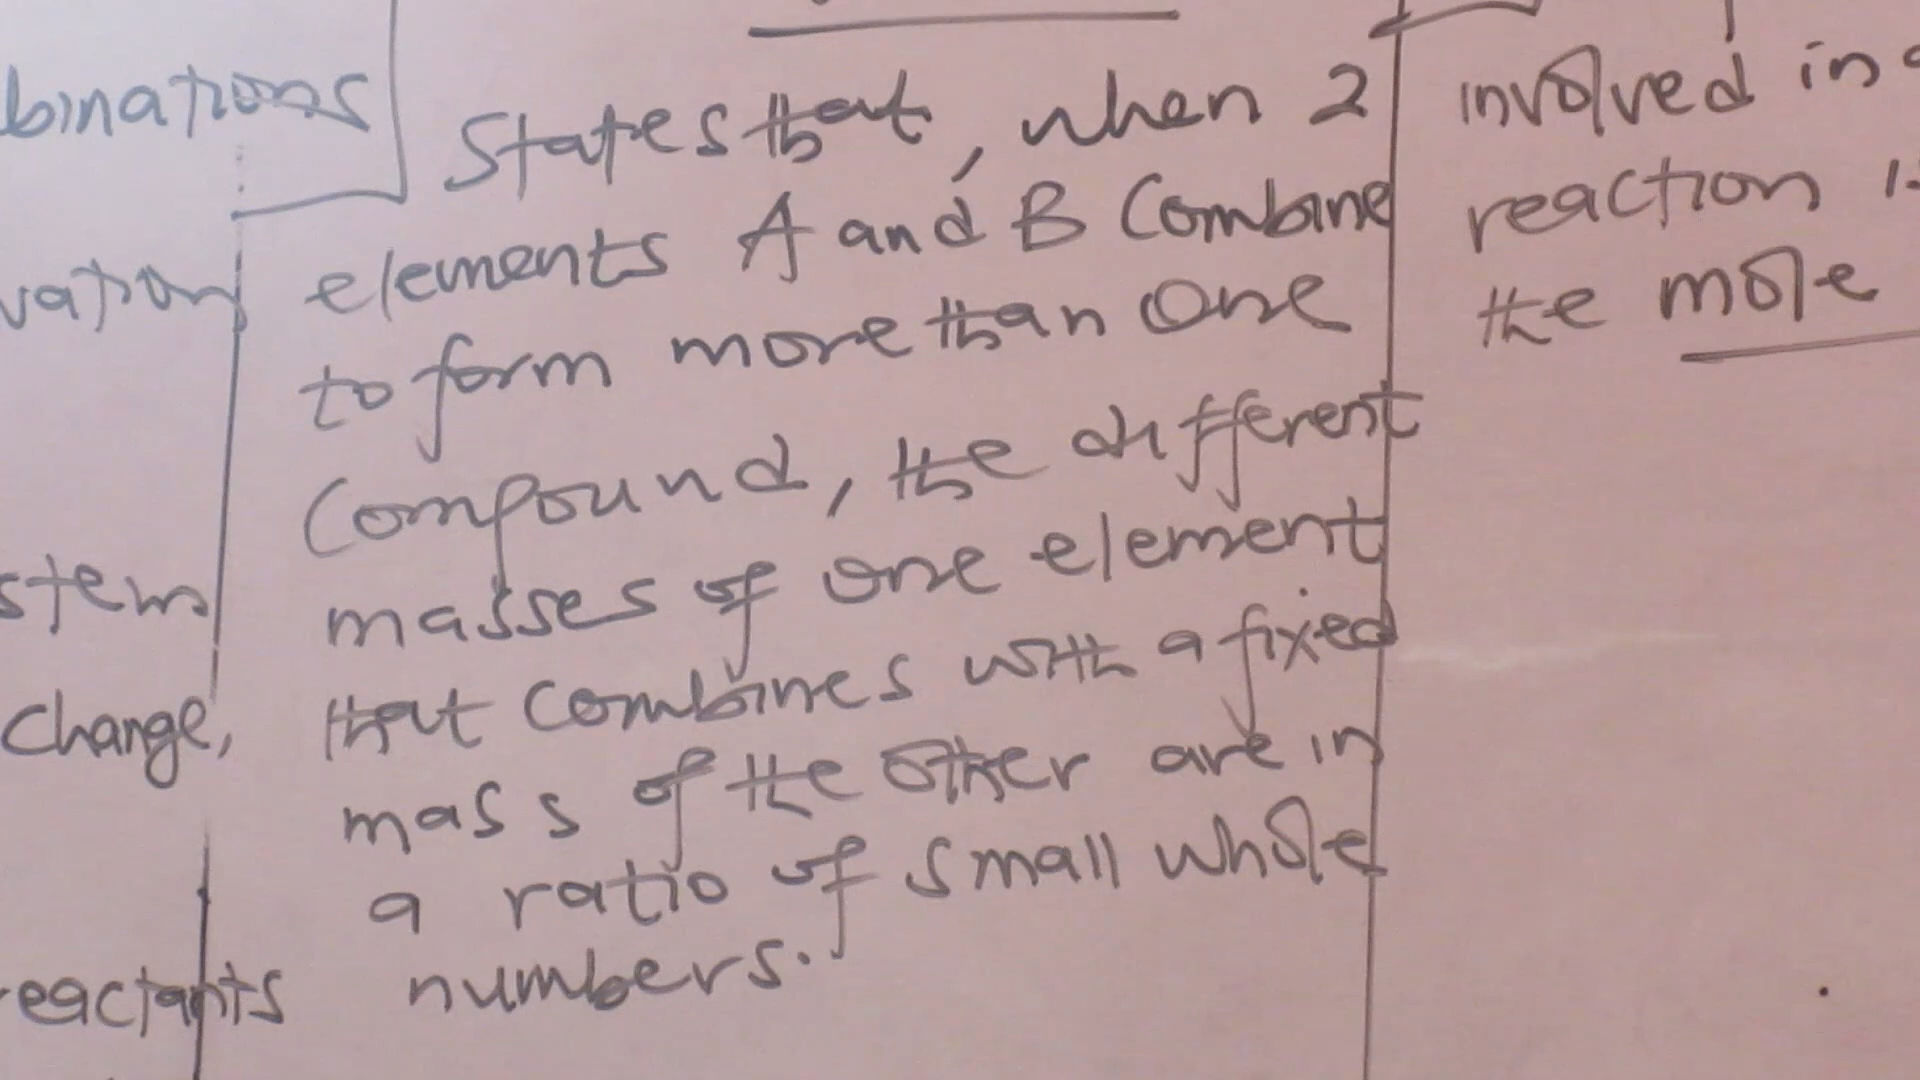 binations
vation
stem
change,
reactants
States that, when 2
elements A and B Combine
to form more than one
Compound, the different
masses of one element
that combines with a fixed
mass of the other are in
a ratio of small whole
numbers.
involved in
reaction
the mole